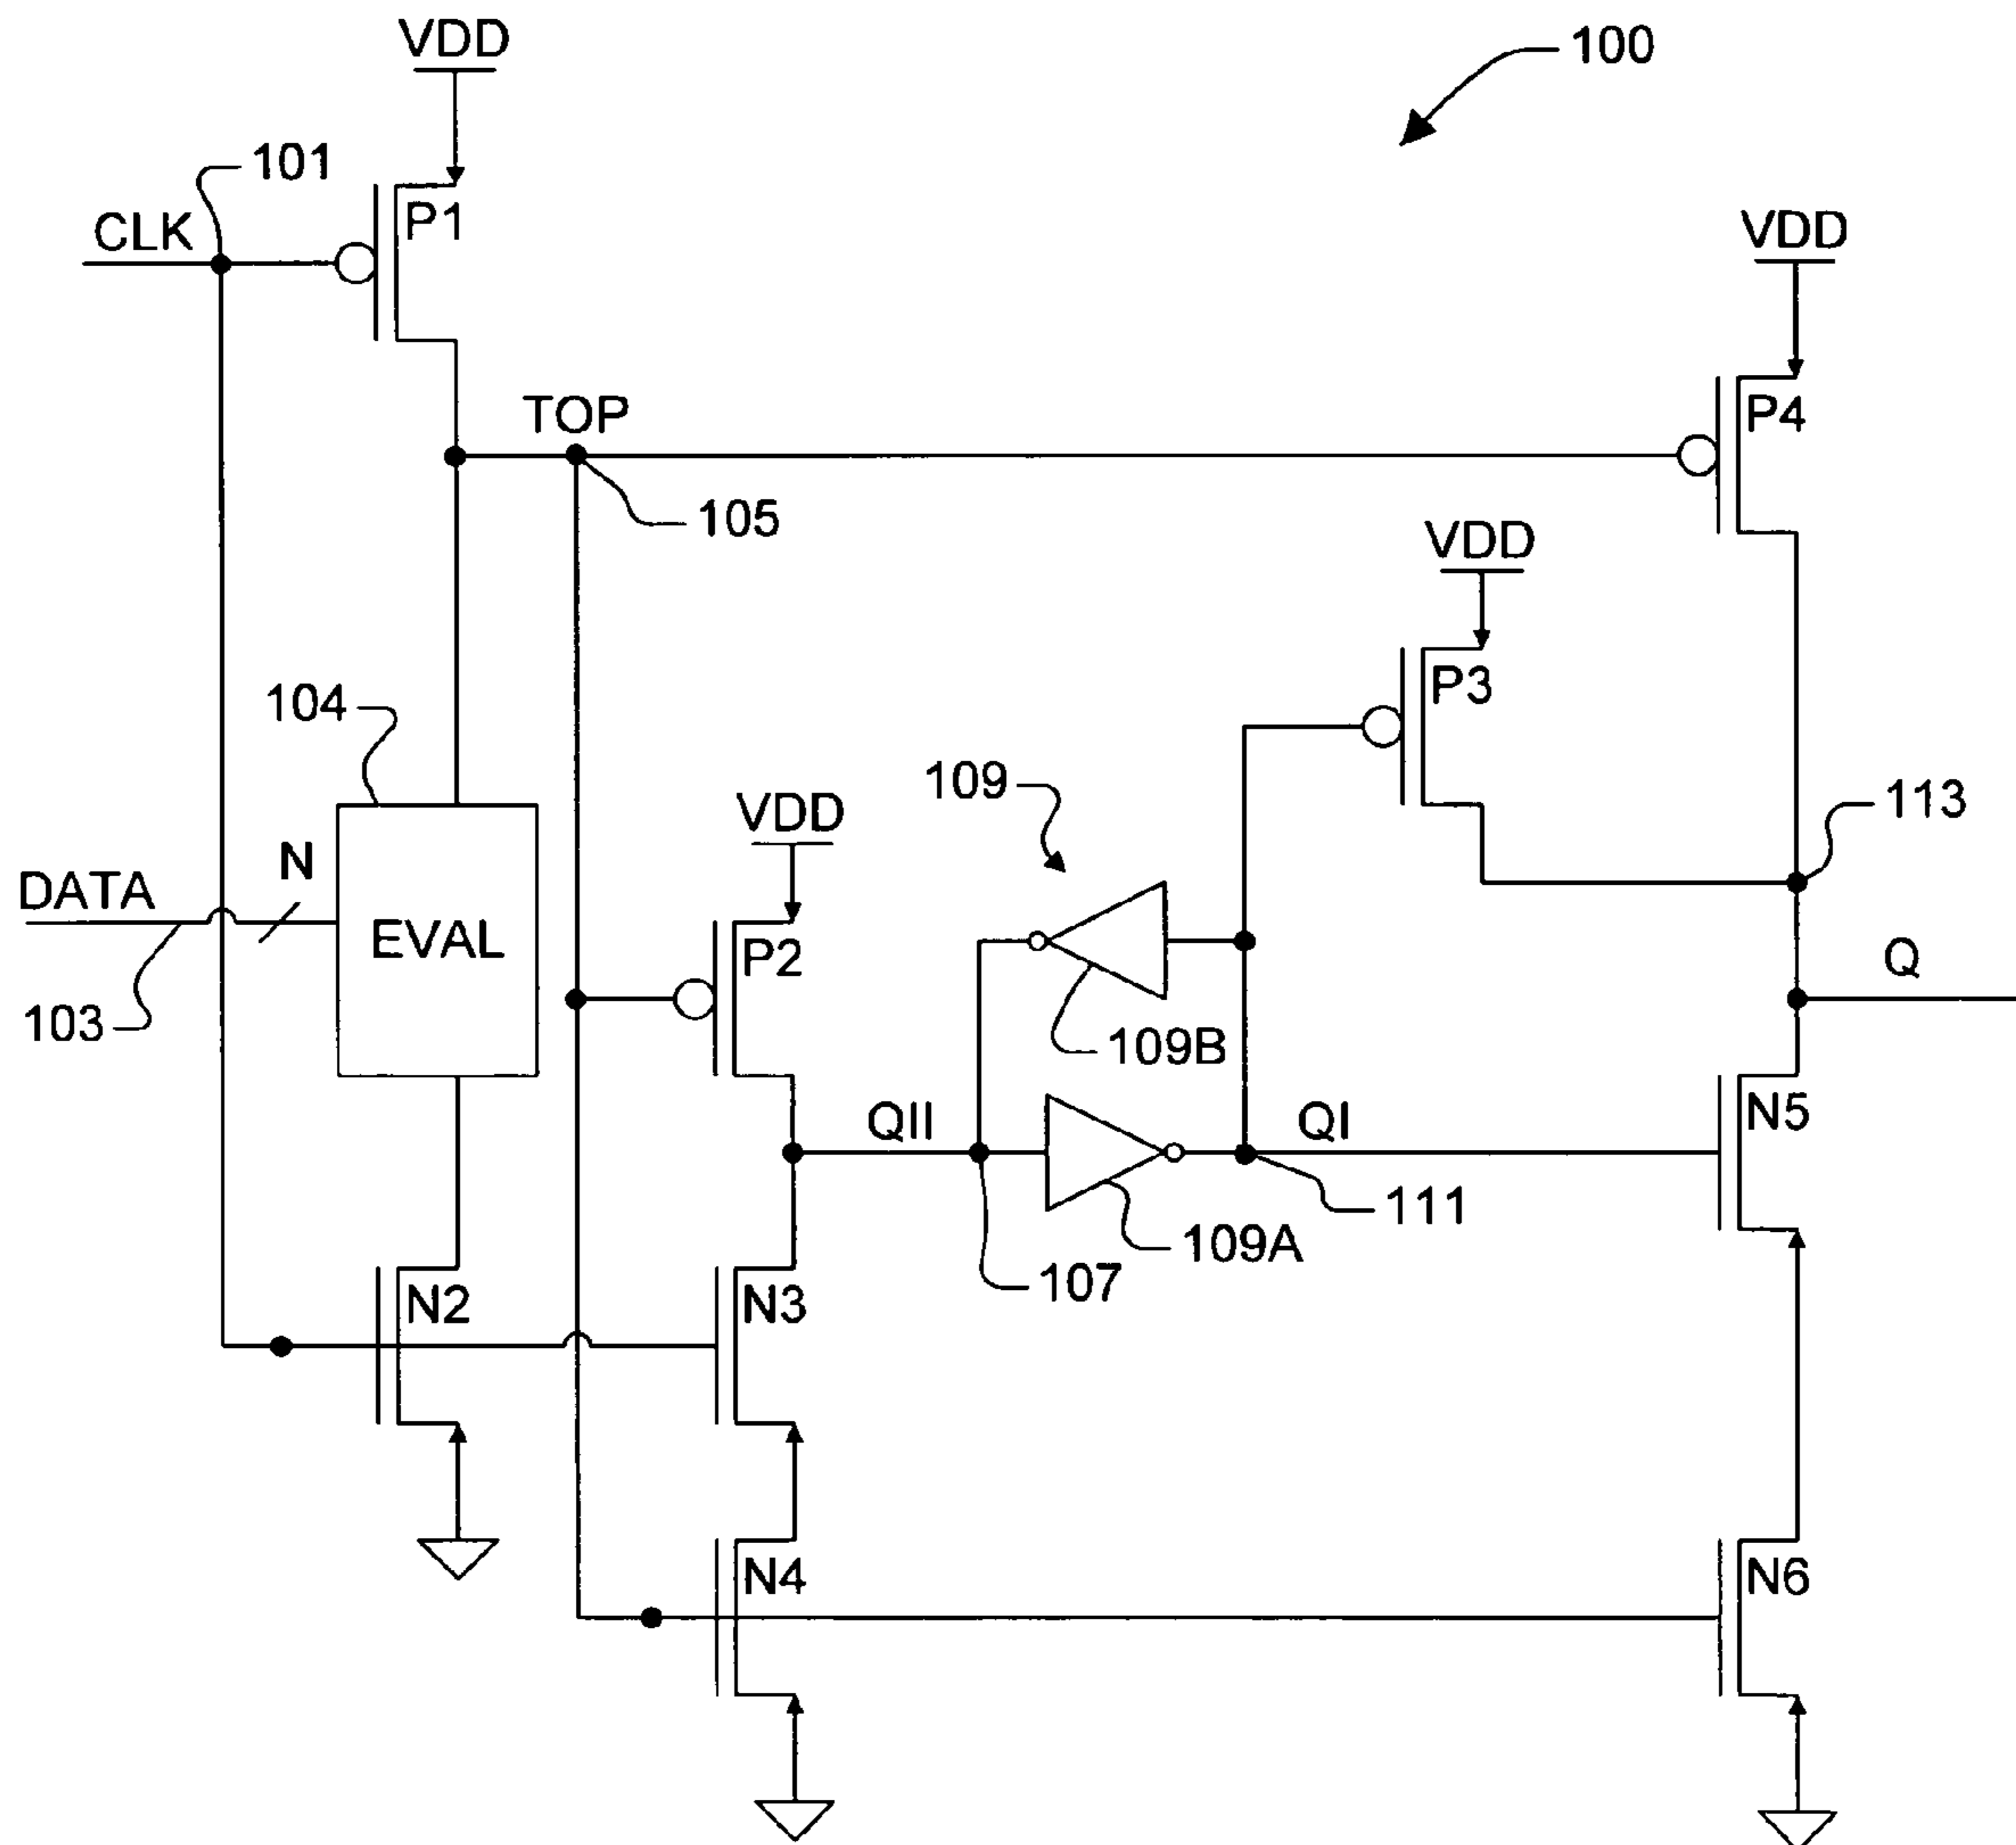 VDD
100
101
P1
CLK
VDD
TOP
P4
105
VDD
P3
104
109
VDD
113
N
DATA
EVAL
P2
Q
103
109B
QII
QI
N5
111
109A
107
N2
N3
N4
N6